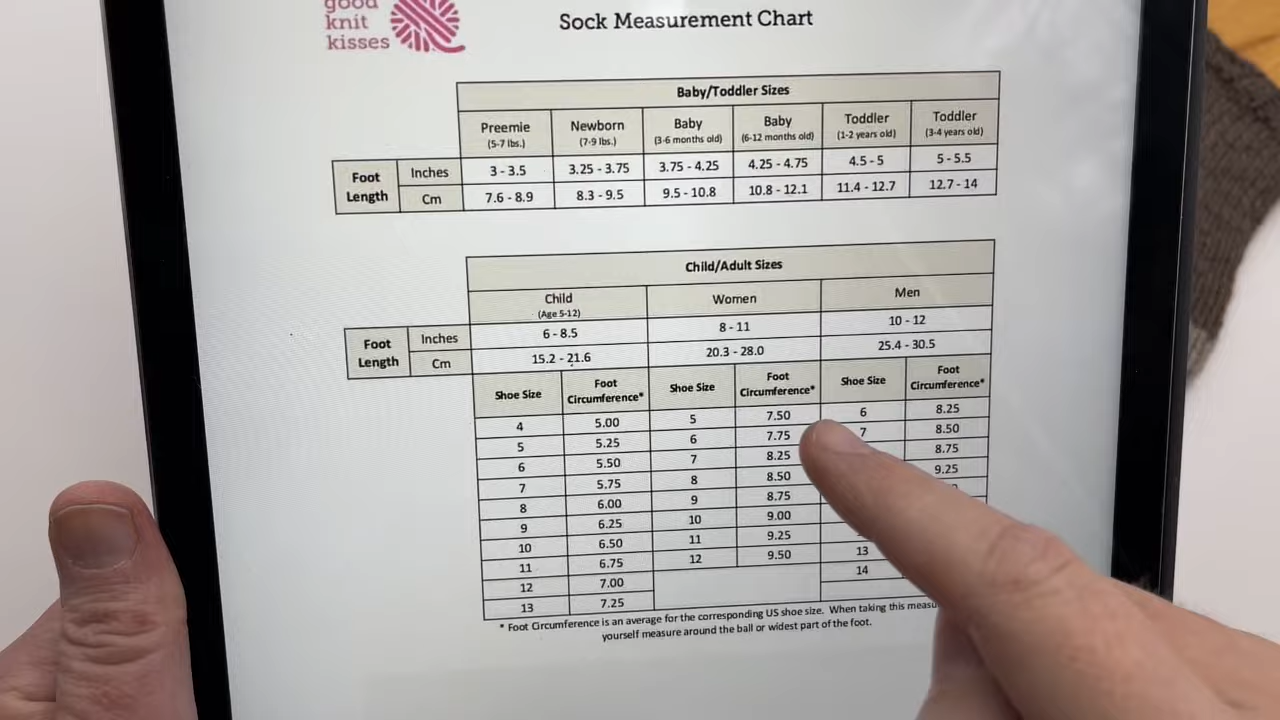 good
knit
kisses
Sock Measurement Chart
Baby/Toddler Sizes
Preemie Newborn Baby Baby Toddler Toddler
(5-7 lbs.) (7-9 lbs.) (3-6 months old) (6-12 months old) (1-2 years old) (3-4 years old)
Foot Length Inches 3 - 3.5 3.25 - 3.75 3.75 - 4.25 4.25 - 4.75 4.5 - 5 5 - 5.5
Cm 7.6 - 8.9 8.3 - 9.5 9.5 - 10.8 10.8 - 12.1 11.4 - 12.7 12.7 - 14
Child/Adult Sizes
Child Women Men
(Age 5-12)
Foot Length Inches 6 - 8.5 8 - 11 10 - 12
Cm 15.2 - 21.6 20.3 - 28.0 25.4 - 30.5
Shoe Size Foot Circumference* Shoe Size Foot Circumference* Shoe Size Foot Circumference*
4 5.00 5 7.50 6 8.25
5 5.25 6 7.75 7 8.50
6 5.50 7 8.25 8.75
7 5.75 8 8.50 9.25
8 6.00 9 8.75
9 6.25 10 9.00
10 6.50 11 9.25 13
11 6.75 12 9.50 14
12 7.00
13 7.25
* Foot Circumference is an average for the corresponding US shoe size. When taking this
yourself measure around the ball or widest part of the foot.